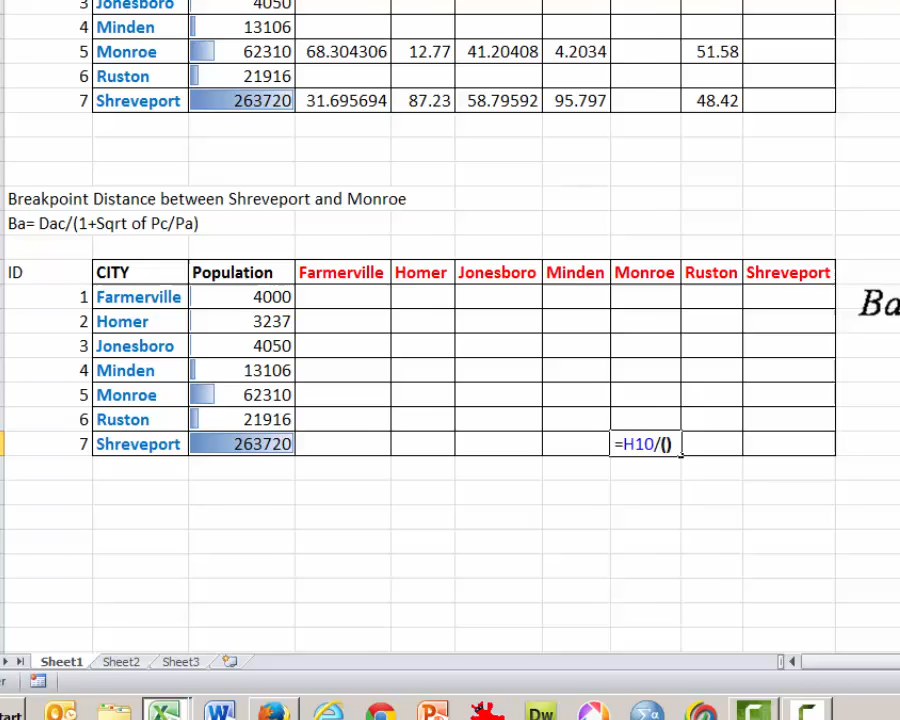 3 Jonesboro 4050
4 Minden 13106
5 Monroe 62310 68.304306 12.77 41.20408 4.2034 51.58
6 Ruston 21916
7 Shreveport 263720 31.695694 87.23 58.79592 95.797 48.42
Breakpoint Distance between Shreveport and Monroe
Ba= Dac/(1+Sqrt of Pc/Pa)
ID CITY Population Farmerville Homer Jonesboro Minden Monroe Ruston Shreveport
1 Farmerville 4000
Ba
2 Homer 3237
3 Jonesboro 4050
4 Minden 13106
5 Monroe 62310
6 Ruston 21916
7 Shreveport 263720 =H10/()
Sheet1 Sheet2 Sheet3
Dw